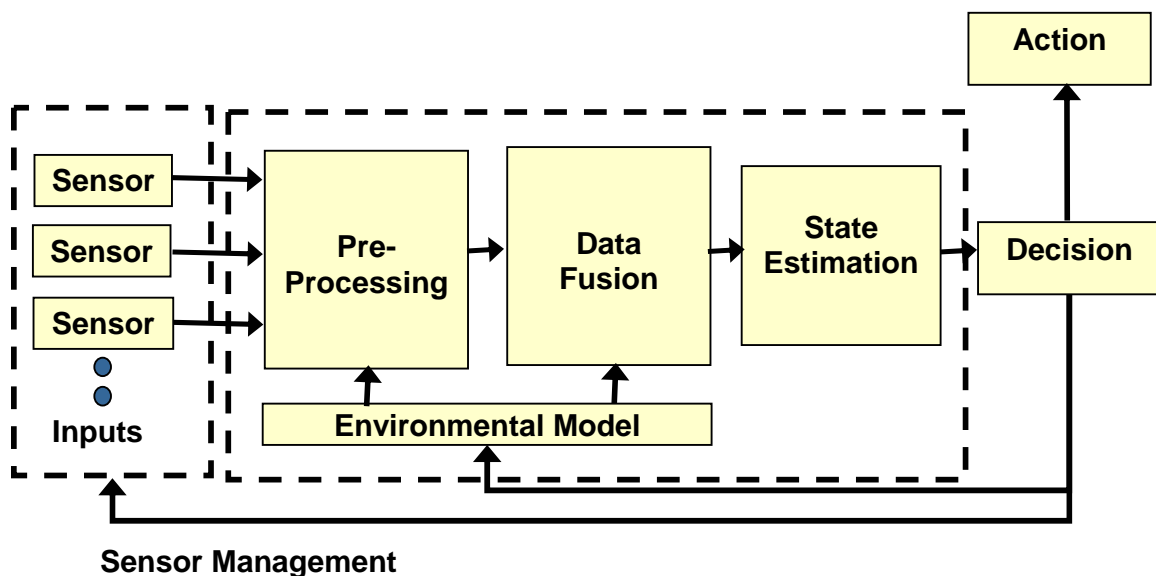 Action
Sensor
Sensor
Sensor
Inputs
Pre-
Processing
Data
Fusion
State
Estimation
Decision
Environmental Model
Sensor Management